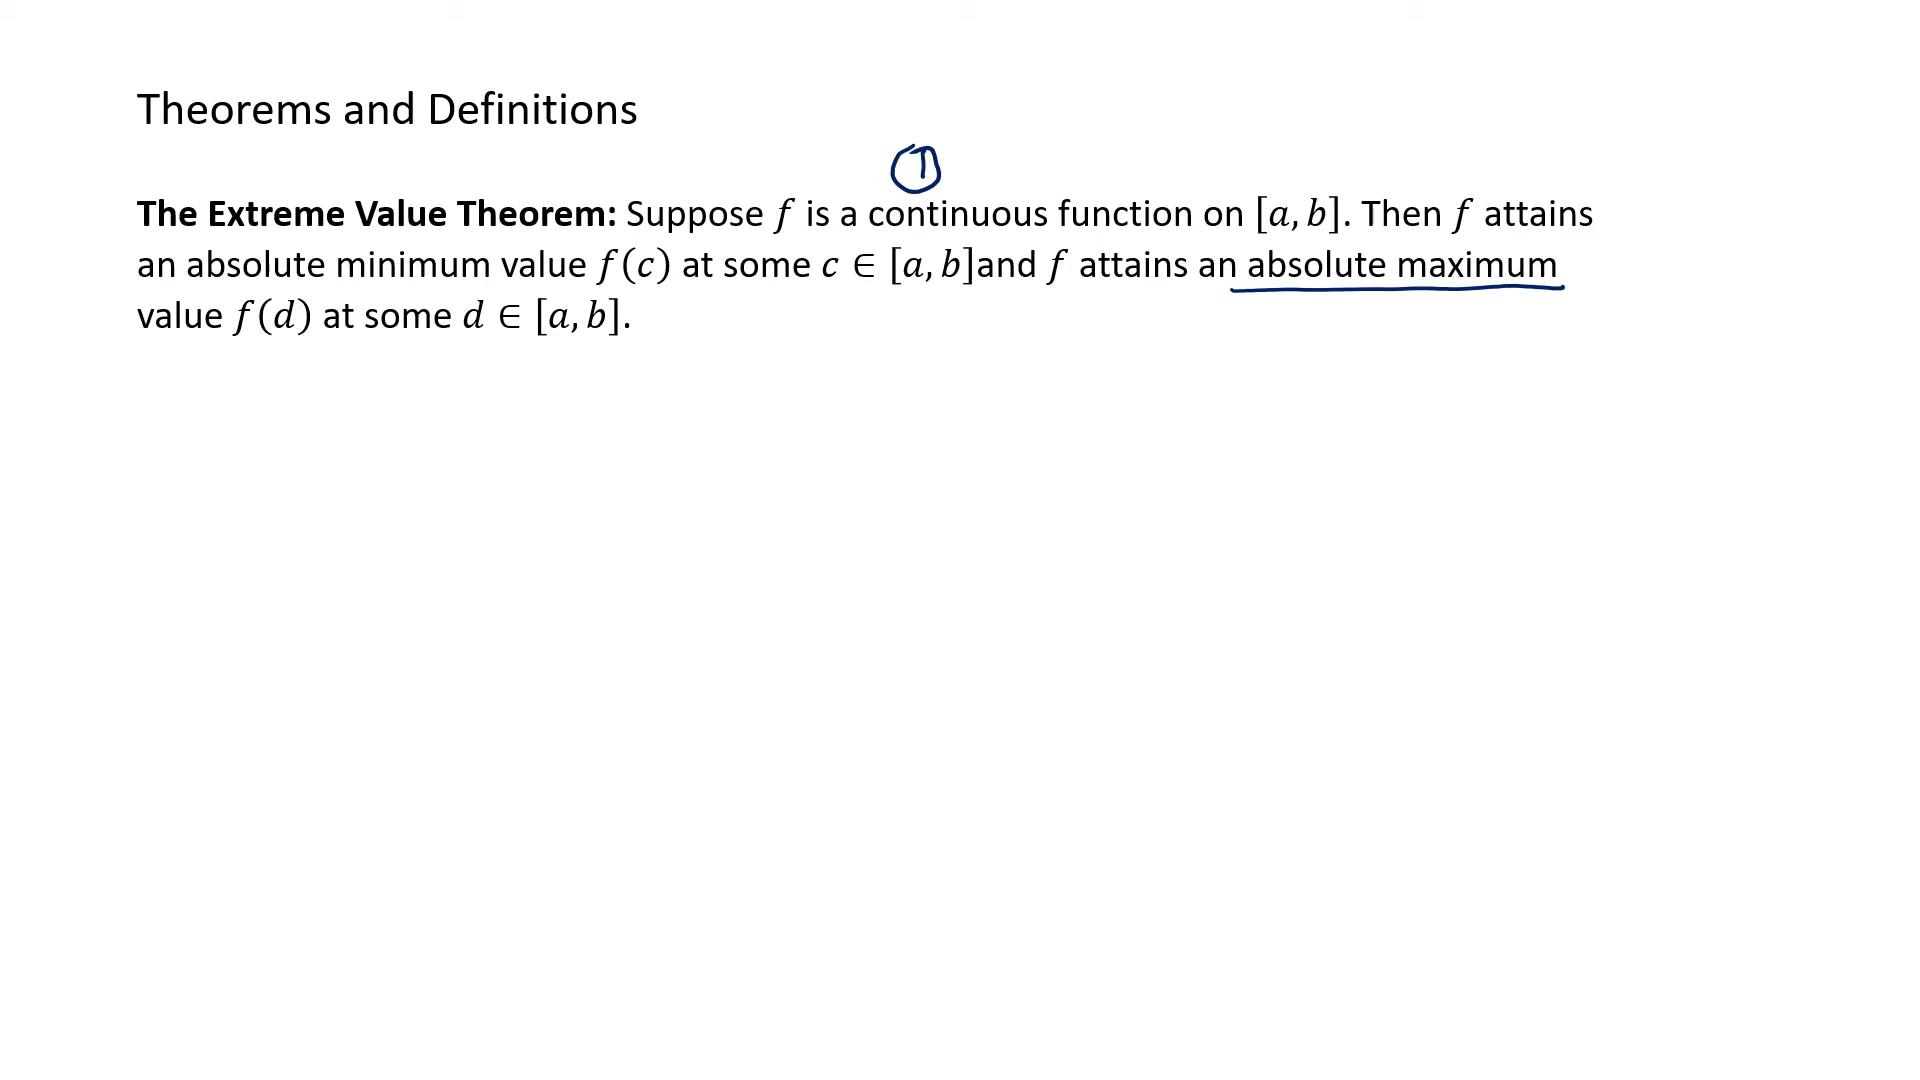 Theorems and Definitions
①
The Extreme Value Theorem: Suppose f is a continuous function on [a, b]. Then f attains
an absolute minimum value f(c) at some c ∈ [a, b]and f attains an absolute maximum
value f(d) at some d ∈ [a, b].